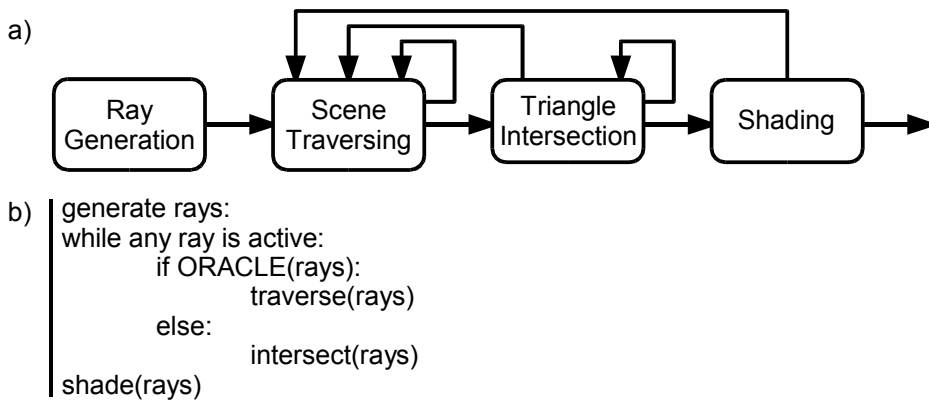 a)
Ray
Generation
Scene
Traversing
Triangle
Intersection
Shading
b)
generate rays:
while any ray is active:
if ORACLE(rays):
traverse(rays)
else:
intersect(rays)
shade(rays)